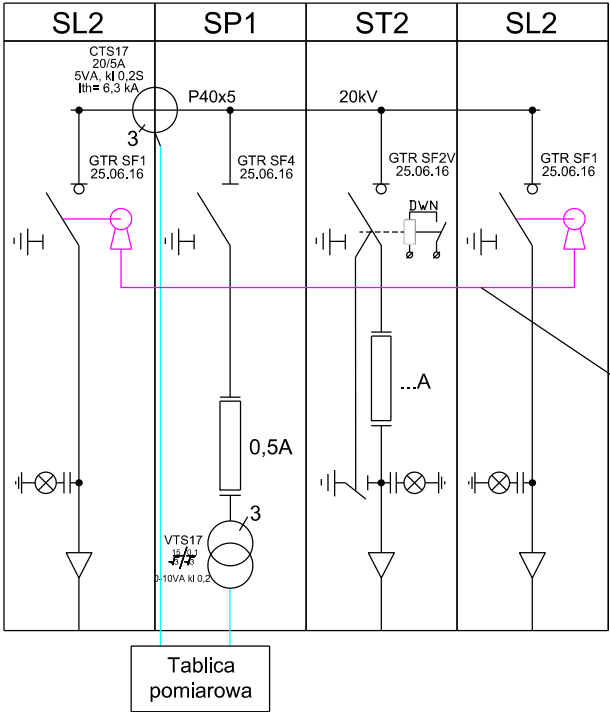 SL2 SP1 ST2 SL2
CTS17
20/5A
5VA, kl 0,2S
Ith= 6,3 kA
P40x5 20kV
3
GTR SF1
25.06.16
GTR SF4
25.06.16
GTR SF2V
25.06.16
GTR SF1
25.06.16
DWN
...A
0,5A
3
VTS17
0-10VA kl 0,2
Tablica
pomiarowa